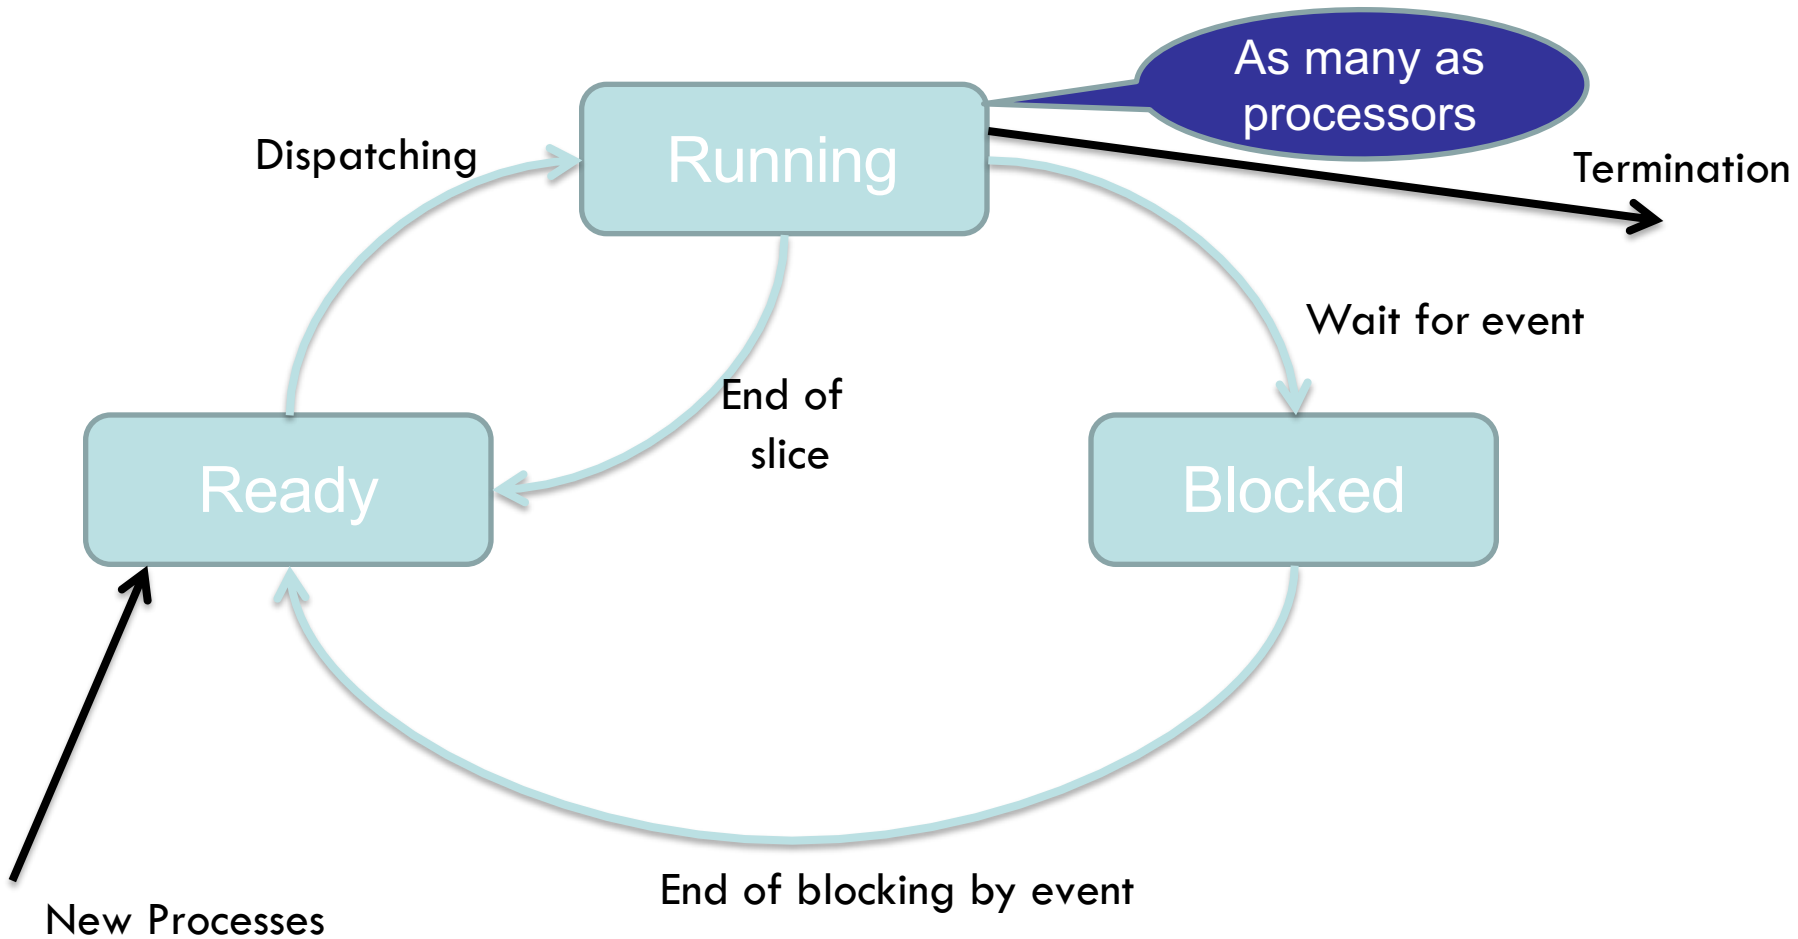 As many as
processors
Running
Dispatching
Termination
Wait for event
End of
slice
Ready
Blocked
End of blocking by event
New Processes